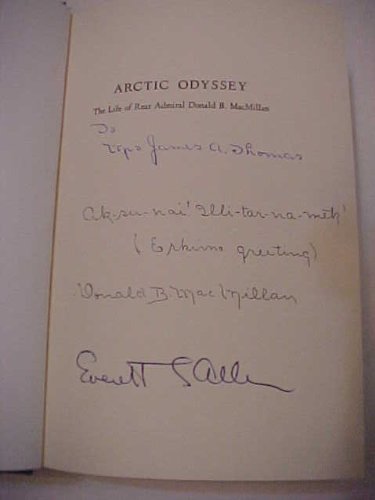 ARCTIC ODYSSEY
The Life of Rear Admiral Donald B. MacMillan
To
Mrs James A. Thomas
Ak-su-nai' Illi-tar-na-mek'
(Eskimo greeting)
Donald B. MacMillan
Everett S Allen